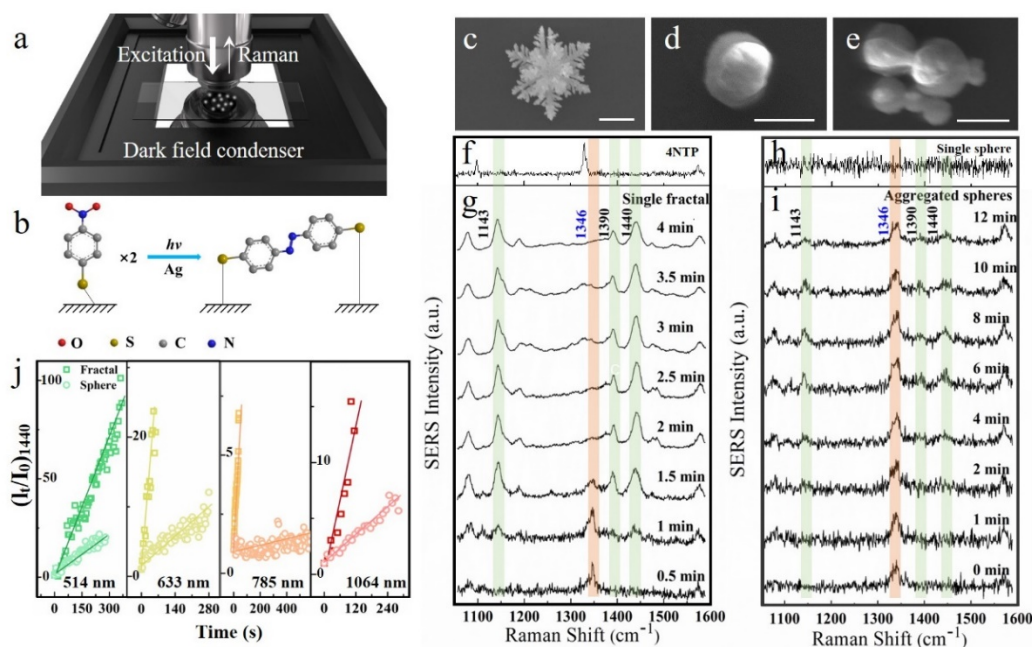 a
Excitation
Raman
Dark field condenser
b
×2
hv
Ag
O
S
C
N
c
d
e
f
4NTP
g
Single fractal
1143
1346
1390
1440
4 min
3.5 min
3 min
2.5 min
2 min
1.5 min
1 min
0.5 min
SERS Intensity (a.u.)
1100 1200 1300 1400 1500 1600
Raman Shift (cm⁻¹)
h
Single sphere
i
Aggregated spheres
1143
1346
1390
1440
12 min
10 min
8 min
6 min
4 min
2 min
1 min
0 min
SERS Intensity (a.u.)
1100 1200 1300 1400 1500 1600
Raman Shift (cm⁻¹)
j
Fractal
Sphere
(It/I0)1440
100
50
0
20
0
5
0
10
0
514 nm
633 nm
785 nm
1064 nm
0 150 300
0 140 280
0 240 480
0 120 240
Time (s)